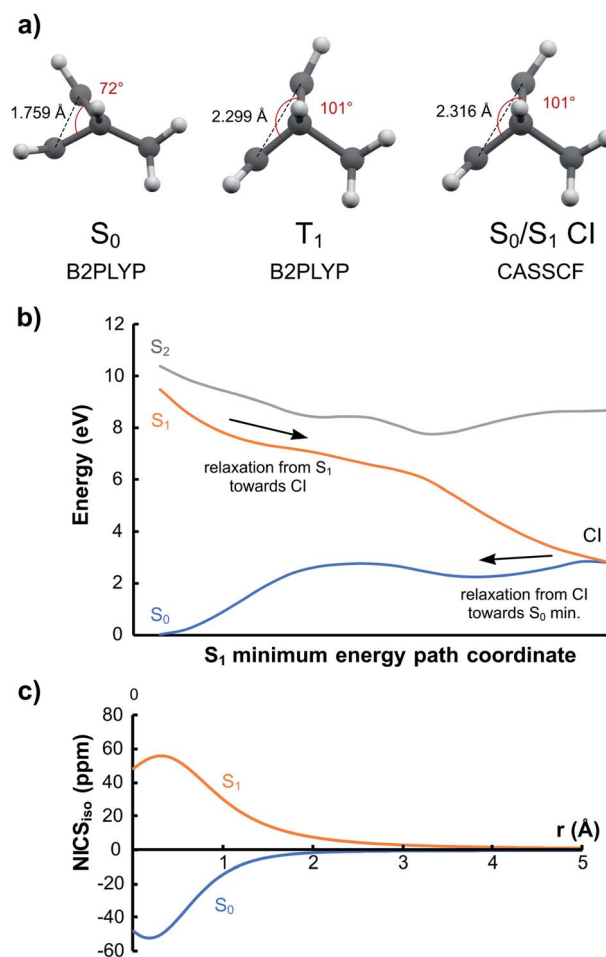 a)
72°
1.759 Å
101°
2.299 Å
101°
2.316 Å
S₀
T₁
S₀/S₁ CI
B2PLYP
B2PLYP
CASSCF
b)
12
10
8
6
4
2
0
Energy (eV)
S₂
S₁
S₀
relaxation from S₁
towards CI
CI
relaxation from CI
towards S₀ min.
S₁ minimum energy path coordinate
c)
0
80
60
40
20
0
-20
-40
-60
NICSiso (ppm)
S₁
S₀
r (Å)
1
2
3
4
5